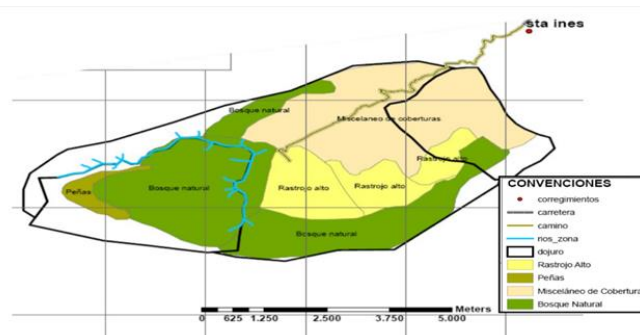 sta ines
Bosque natural
Miscelaneo de coberturas
Rastrojo alto
Peñas
Bosque natural
Rastrojo alto
Rastrojo alto
Bosque natural
CONVENCIONES
corregimientos
carretera
camino
rios_zona
dojuro
Rastrojo Alto
Peñas
Misceláneo de Cobertura
Bosque Natural
Meters
0 625 1.250 2.500 3.750 5.000